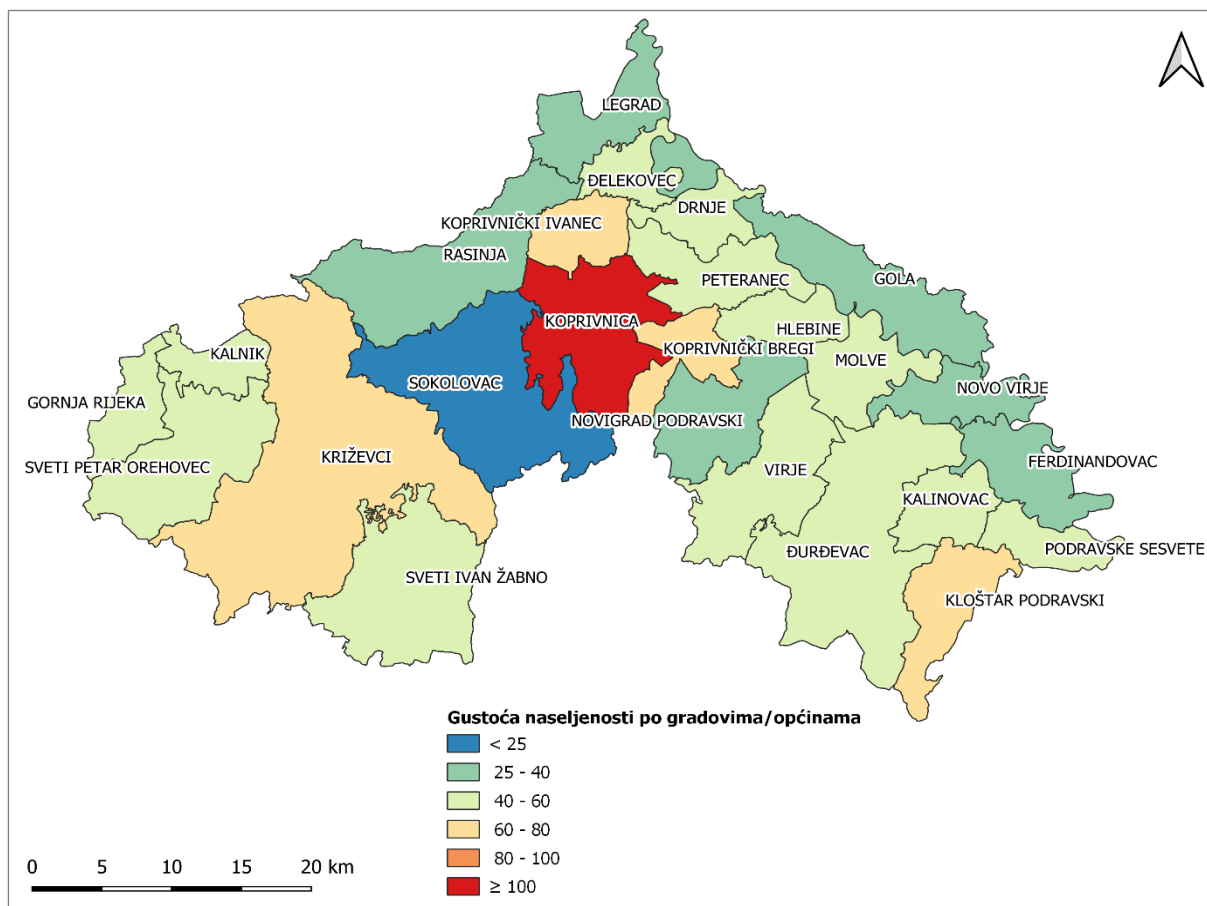 LEGRAD
ĐELEKOVEC
DRNJE
KOPRIVNIČKI IVANEC
RASINJA
PETERANEC
GOLA
KOPRIVNICA
HLEBINE
KOPRIVNIČKI BREGI
MOLVE
KALNIK
SOKOLOVAC
NOVO VIRJE
GORNJA RIJEKA
NOVIGRAD PODRAVSKI
KRIŽEVCI
FERDINANDOVAC
SVETI PETAR OREHOVEC
VIRJE
KALINOVAC
ĐURĐEVAC
PODRAVSKE SESVETE
SVETI IVAN ŽABNO
KLOŠTAR PODRAVSKI
Gustoća naseljenosti po gradovima/općinama
< 25
25 - 40
40 - 60
60 - 80
80 - 100
≥ 100
0 5 10 15 20 km